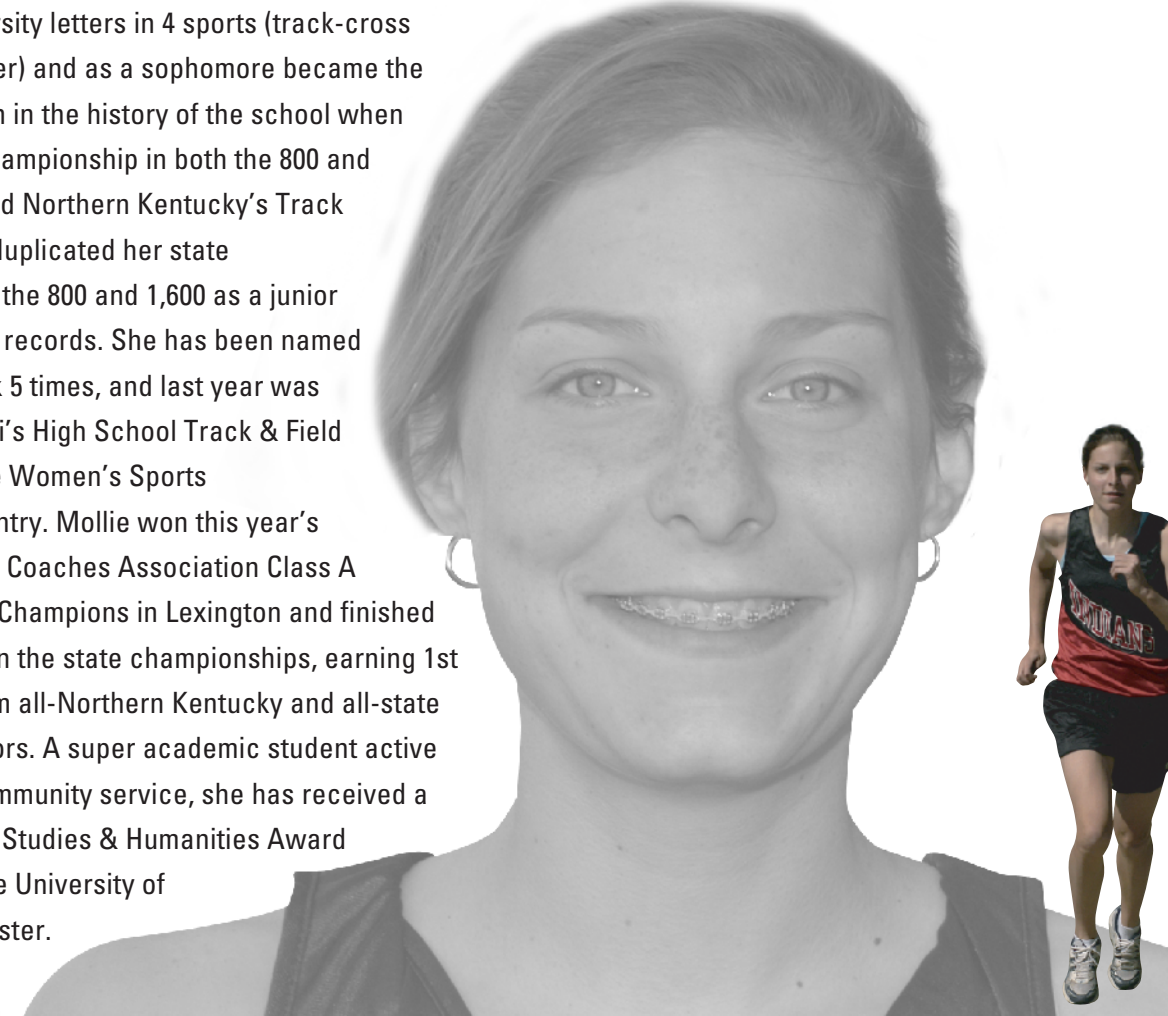 sity letters in 4 sports (track-cross
er) and as a sophomore became the
n in the history of the school when
ampionship in both the 800 and
d Northern Kentucky's Track
duplicated her state
the 800 and 1,600 as a junior
records. She has been named
k 5 times, and last year was
i's High School Track & Field
e Women's Sports
ntry. Mollie won this year's
Coaches Association Class A
Champions in Lexington and finished
n the state championships, earning 1st
m all-Northern Kentucky and all-state
ors. A super academic student active
mmunity service, she has received a
Studies & Humanities Award
e University of
ster.
INDIANS